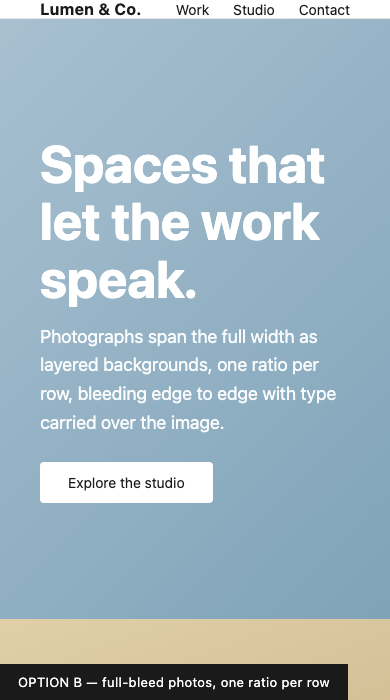 Lumen & Co. Work Studio Contact
Spaces that
let the work
speak.
Photographs span the full width as
layered backgrounds, one ratio per
row, bleeding edge to edge with type
carried over the image.
Explore the studio
OPTION B — full-bleed photos, one ratio per row